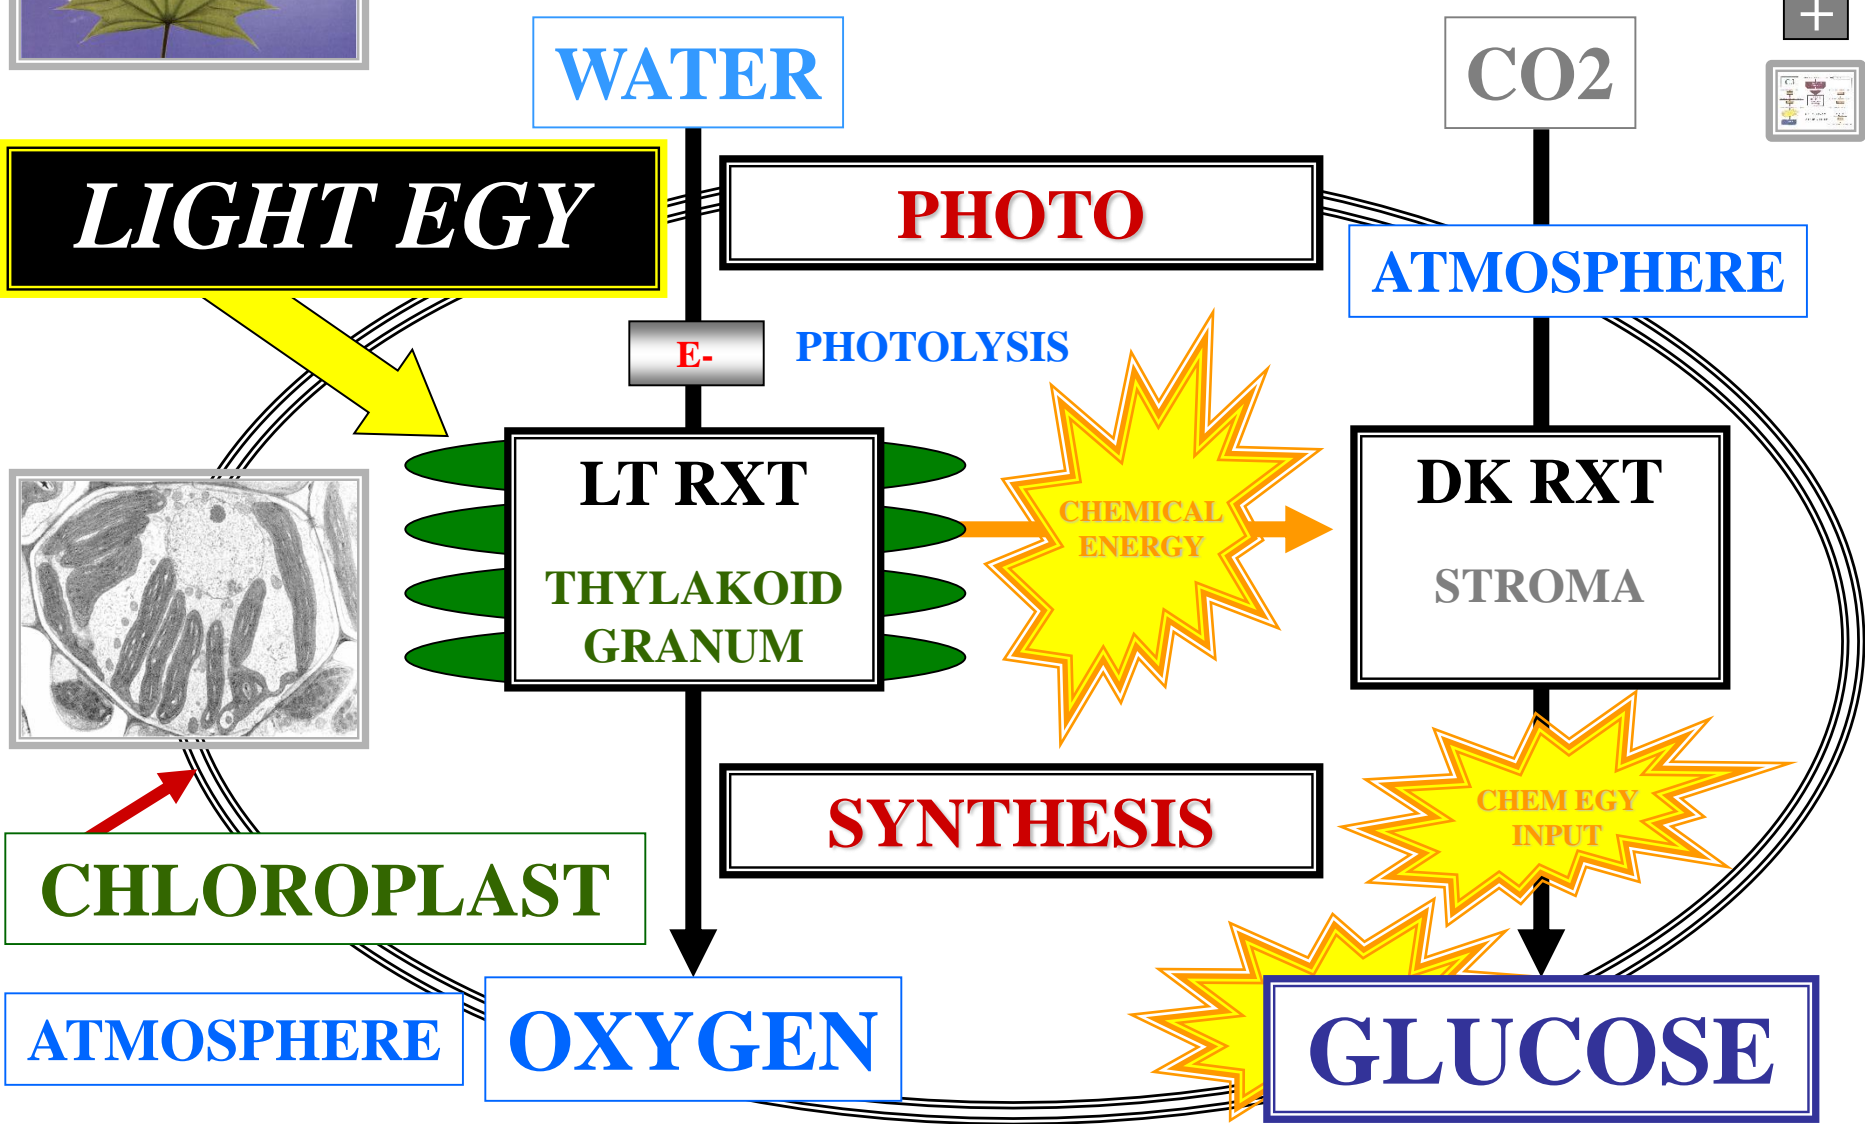 WATER
CO2
+
LIGHT EGY
PHOTO
ATMOSPHERE
E-
PHOTOLYSIS
LT RXT
THYLAKOID
GRANUM
CHEMICAL
ENERGY
DK RXT
STROMA
SYNTHESIS
CHEM EGY
INPUT
CHLOROPLAST
ATMOSPHERE
OXYGEN
GLUCOSE